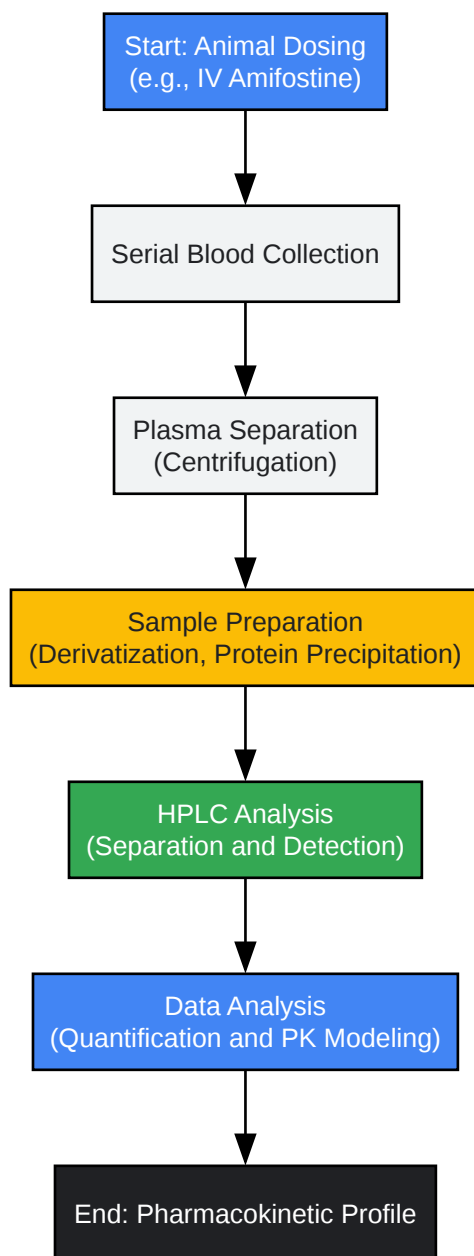 Start: Animal Dosing
(e.g., IV Amifostine)
Serial Blood Collection
Plasma Separation
(Centrifugation)
Sample Preparation
(Derivatization, Protein Precipitation)
HPLC Analysis
(Separation and Detection)
Data Analysis
(Quantification and PK Modeling)
End: Pharmacokinetic Profile